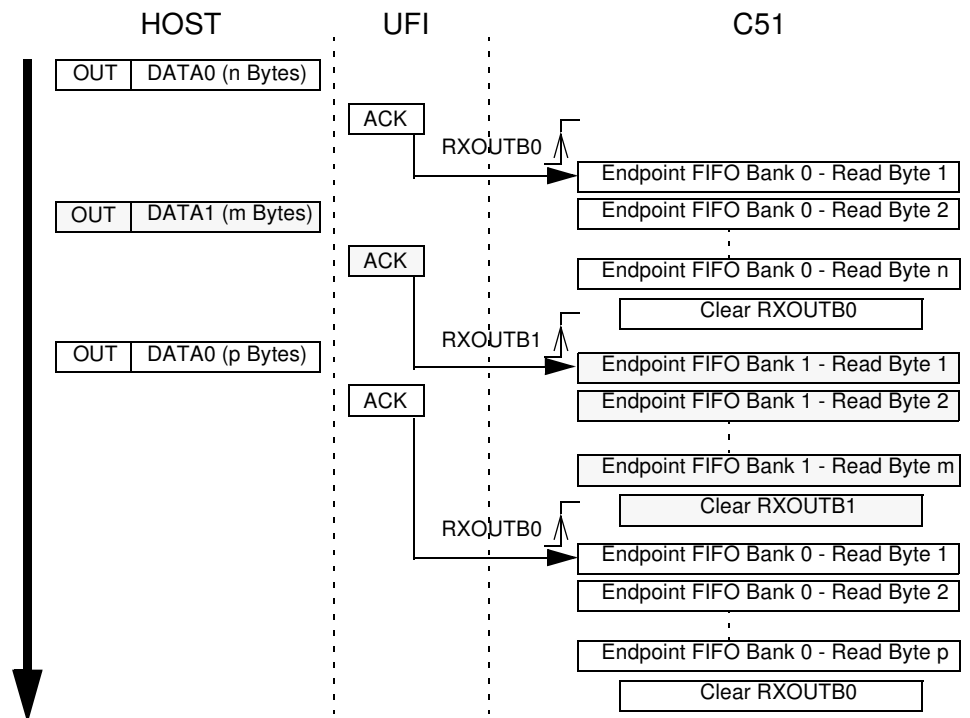 HOST UFI C51
OUT DATA0 (n Bytes)
ACK
RXOUTB0
Endpoint FIFO Bank 0 - Read Byte 1
OUT DATA1 (m Bytes)
Endpoint FIFO Bank 0 - Read Byte 2
ACK
Endpoint FIFO Bank 0 - Read Byte n
Clear RXOUTB0
RXOUTB1
OUT DATA0 (p Bytes)
Endpoint FIFO Bank 1 - Read Byte 1
ACK
Endpoint FIFO Bank 1 - Read Byte 2
Endpoint FIFO Bank 1 - Read Byte m
Clear RXOUTB1
RXOUTB0
Endpoint FIFO Bank 0 - Read Byte 1
Endpoint FIFO Bank 0 - Read Byte 2
Endpoint FIFO Bank 0 - Read Byte p
Clear RXOUTB0